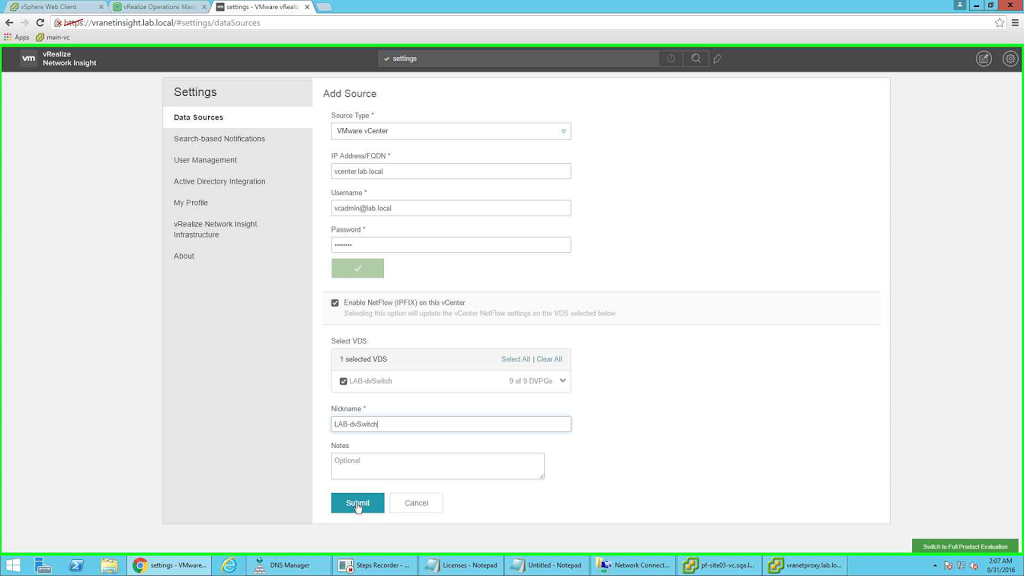 vSphere Web Client
vRealize Operations Man
settings - VMware vReali
https://vranetinsight.lab.local/#settings/dataSources
Apps
main-vc
vm
vRealize
Network Insight
settings
Settings
Data Sources
Search-based Notifications
User Management
Active Directory Integration
My Profile
vRealize Network Insight
Infrastructure
About
Add Source
Source Type *
VMware vCenter
IP Address/FQDN *
vcenter.lab.local
Username *
vcadmin@lab.local
Password *
••••••••
Enable NetFlow (IPFIX) on this vCenter
Selecting this option will update the vCenter NetFlow settings on the VDS selected below
Select VDS
1 selected VDS
Select All | Clear All
LAB-dvSwitch
9 of 9 DVPGs
Nickname *
LAB-dvSwitch
Notes
Optional
Submit
Cancel
Switch to Full Product Evaluation
settings - VMware...
DNS Manager
Steps Recorder - ...
Licenses - Notepad
Untitled - Notepad
Network Connect...
pf-site03-vc.sqa.l...
vranetproxy.lab.lo...
2:07 AM
8/31/2016